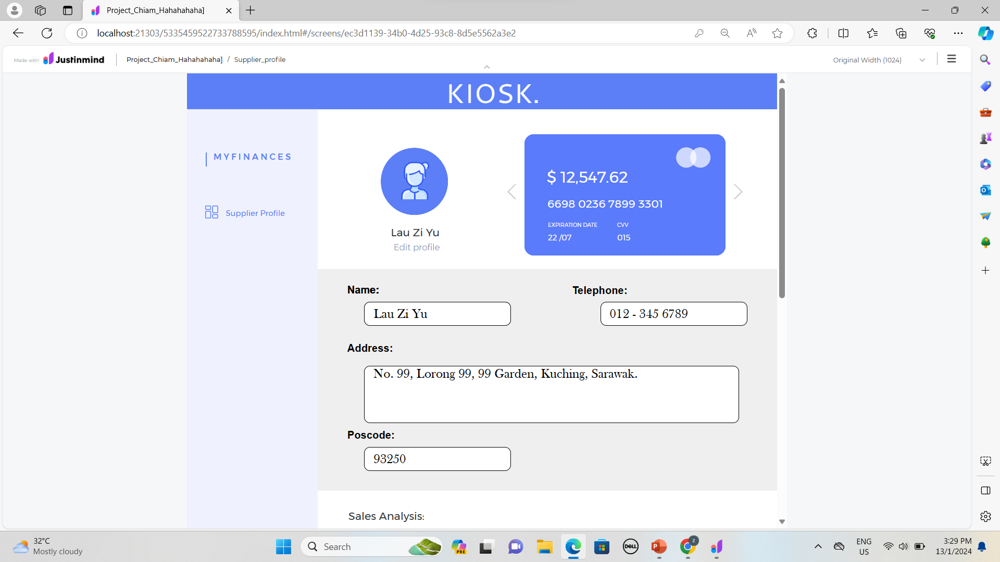 Project_Chiam_Hahahahaha]
localhost:21303/5335459522733788595/index.html#/screens/ec3d1139-34b0-4d25-93c8-8d5e5562a3e2
Made with Justinmind
Project_Chiam_Hahahahaha] / Supplier_profile
Original Width (1024)
KIOSK.
MYFINANCES
Supplier Profile
Lau Zi Yu
Edit profile
$ 12,547.62
6698 0236 7899 3301
EXPIRATION DATE CVV
22 /07 015
Name:
Lau Zi Yu
Telephone:
012 - 345 6789
Address:
No. 99, Lorong 99, 99 Garden, Kuching, Sarawak.
Poscode:
93250
Sales Analysis:
32°C
Mostly cloudy
Search
PRE
DELL
P
z
ENG
US
3:29 PM
13/1/2024